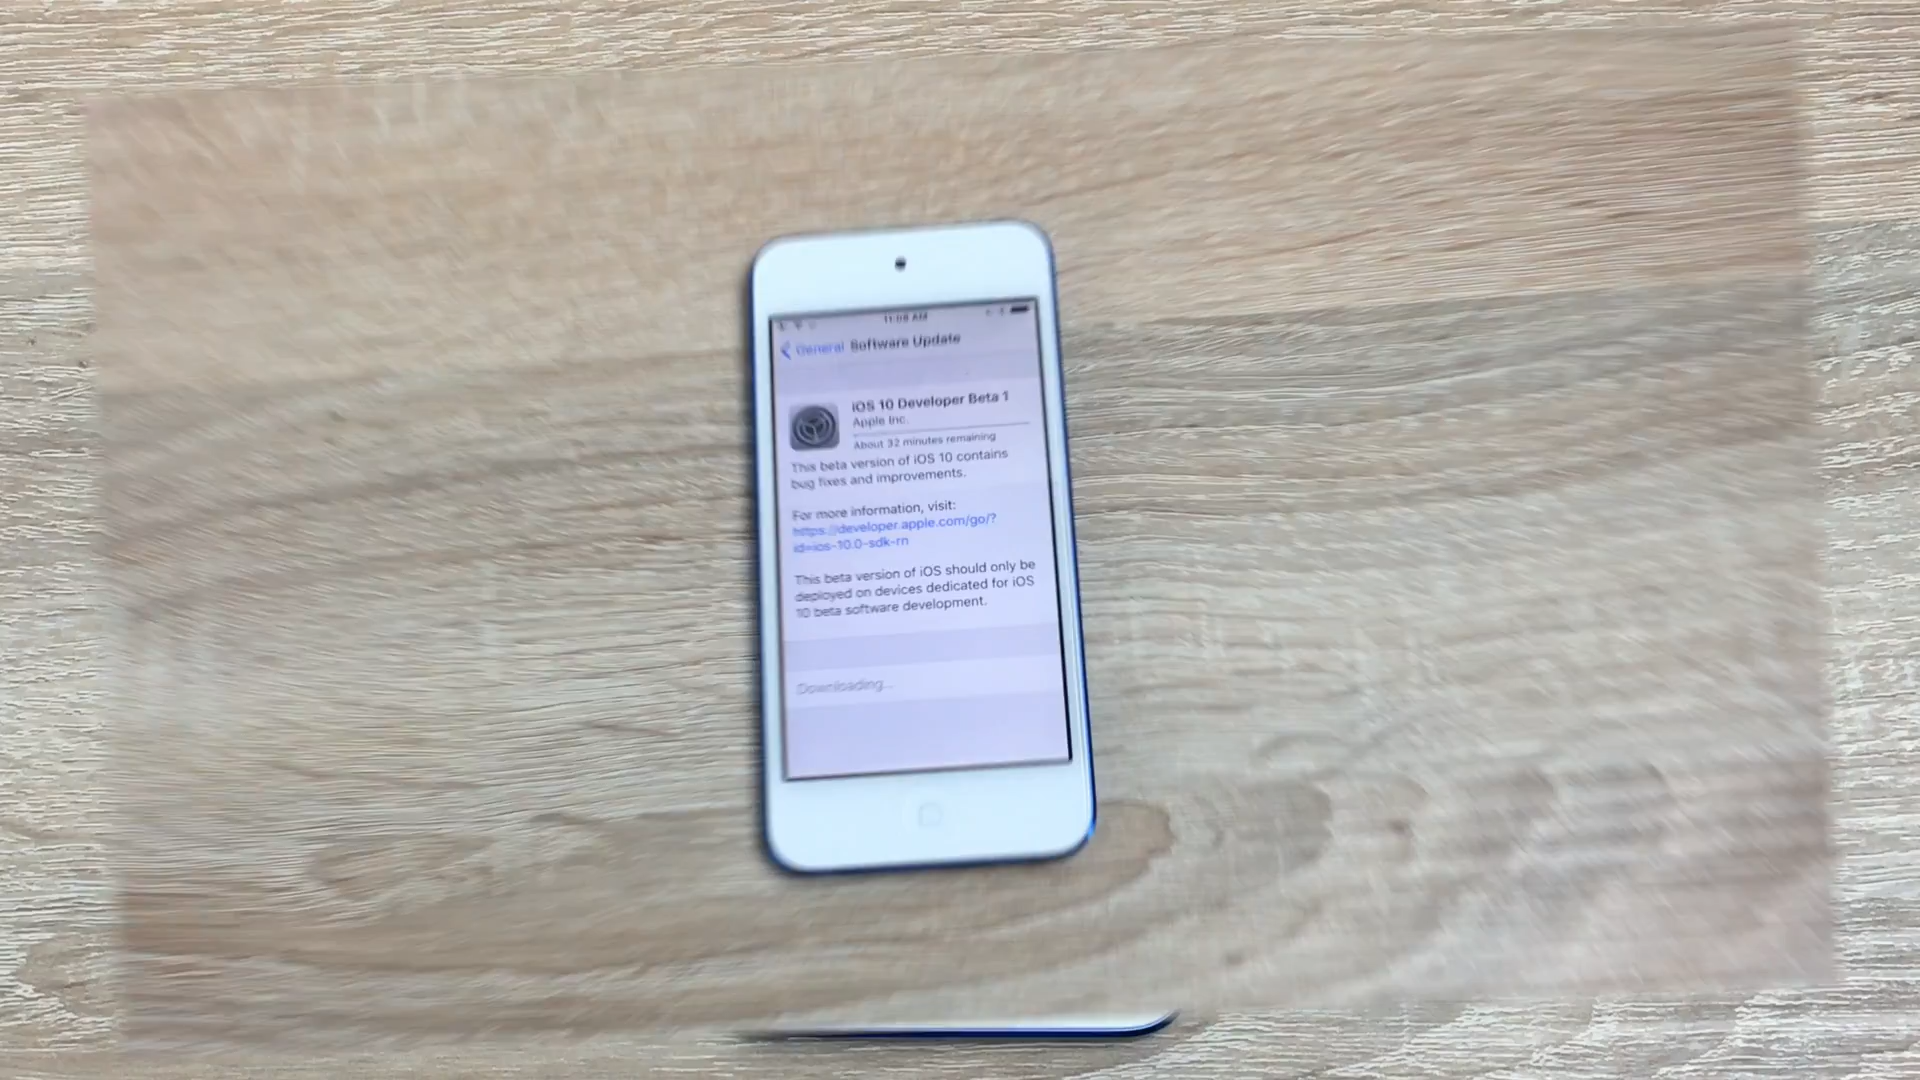 11:08 AM
General Software Update
iOS 10 Developer Beta 1
Apple Inc.
About 32 minutes remaining
This beta version of iOS 10 contains
bug fixes and improvements.
For more information, visit:
https://developer.apple.com/go/?
id=ios-10.0-sdk-rn
This beta version of iOS should only be
deployed on devices dedicated for iOS
10 beta software development.
Downloading...